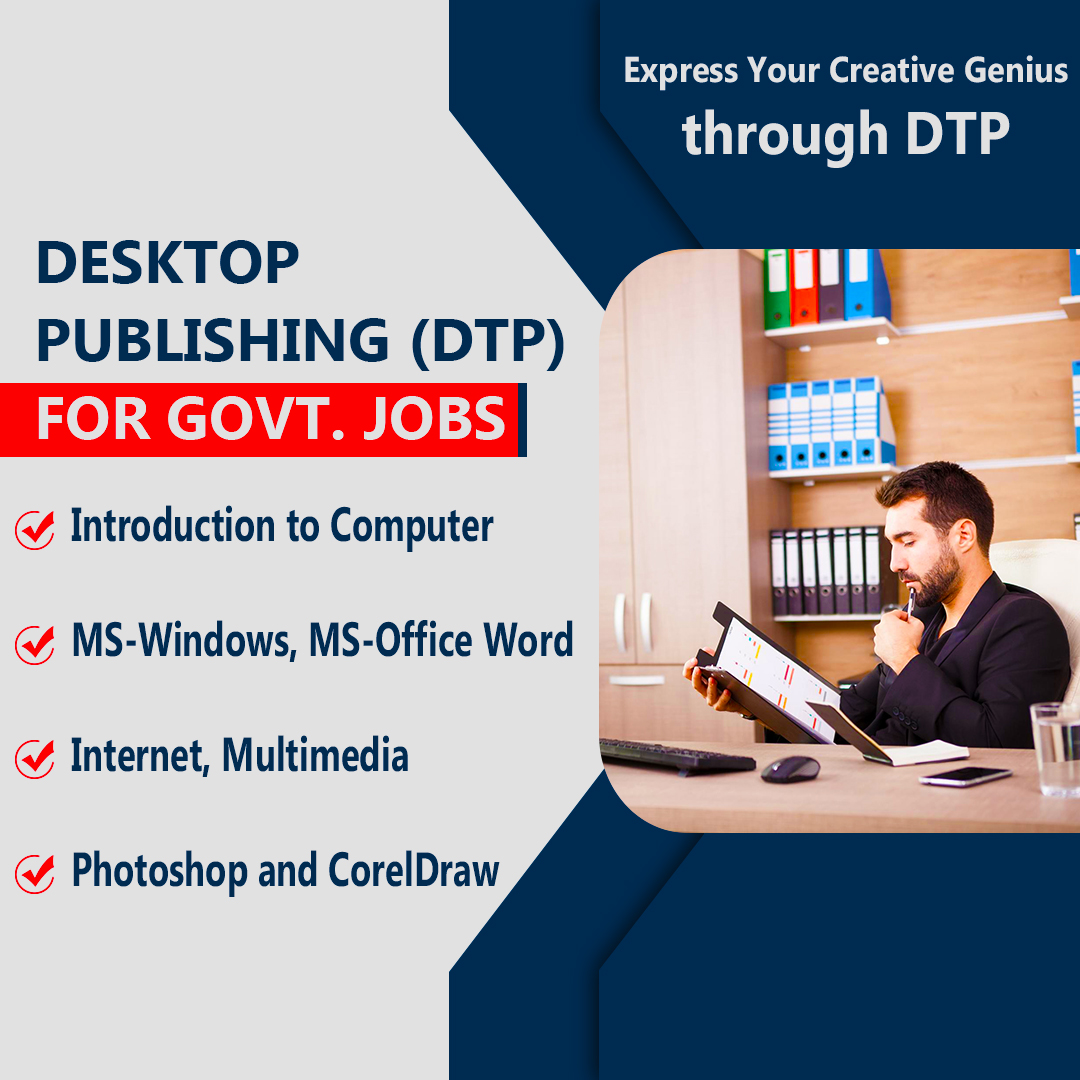 Express Your Creative Genius
through DTP
DESKTOP
PUBLISHING (DTP)
FOR GOVT. JOBS
Introduction to Computer
MS-Windows, MS-Office Word
Internet, Multimedia
Photoshop and CorelDraw